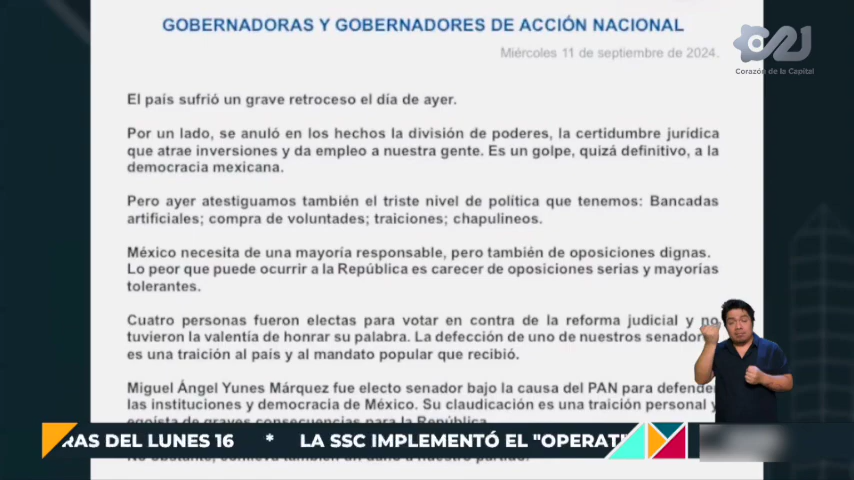 GOBERNADORAS Y GOBERNADORES DE ACCIÓN NACIONAL
Miércoles 11 de septiembre de 2024.
Corazón de la Capital
El país sufrió un grave retroceso el día de ayer.
Por un lado, se anuló en los hechos la división de poderes, la certidumbre jurídica
que atrae inversiones y da empleo a nuestra gente. Es un golpe, quizá definitivo, a la
democracia mexicana.
Pero ayer atestiguamos también el triste nivel de política que tenemos: Bancadas
artificiales; compra de voluntades; traiciones; chapulineos.
México necesita de una mayoría responsable, pero también de oposiciones dignas.
Lo peor que puede ocurrir a la República es carecer de oposiciones serias y mayorías
tolerantes.
Cuatro personas fueron electas para votar en contra de la reforma judicial y no
tuvieron la valentía de honrar su palabra. La defección de uno de nuestros senador
es una traición al país y al mandato popular que recibió.
Miguel Ángel Yunes Márquez fue electo senador bajo la causa del PAN para defender
las instituciones y democracia de México. Su claudicación es una traición personal y
egoísta de graves consecuencias para la República.
RAS DEL LUNES 16 * LA SSC IMPLEMENTÓ EL "OPERATI